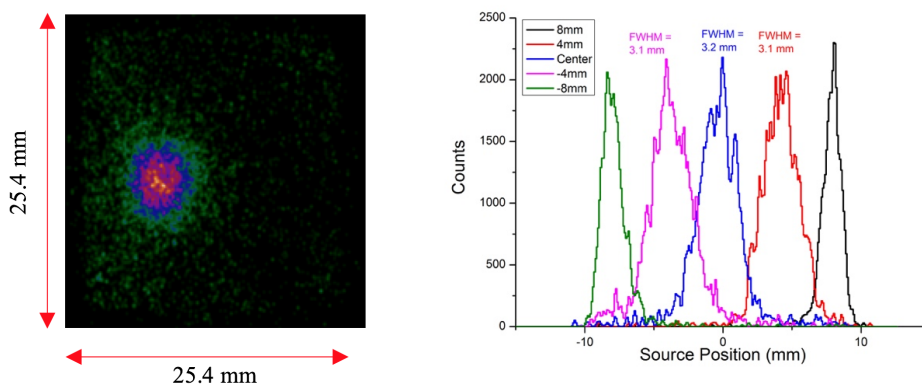 25.4 mm
25.4 mm
2500
2000
1500
1000
500
0
Counts
8mm
4mm
Center
-4mm
-8mm
FWHM =
3.1 mm
FWHM =
3.2 mm
FWHM =
3.1 mm
-10
0
10
Source Position (mm)